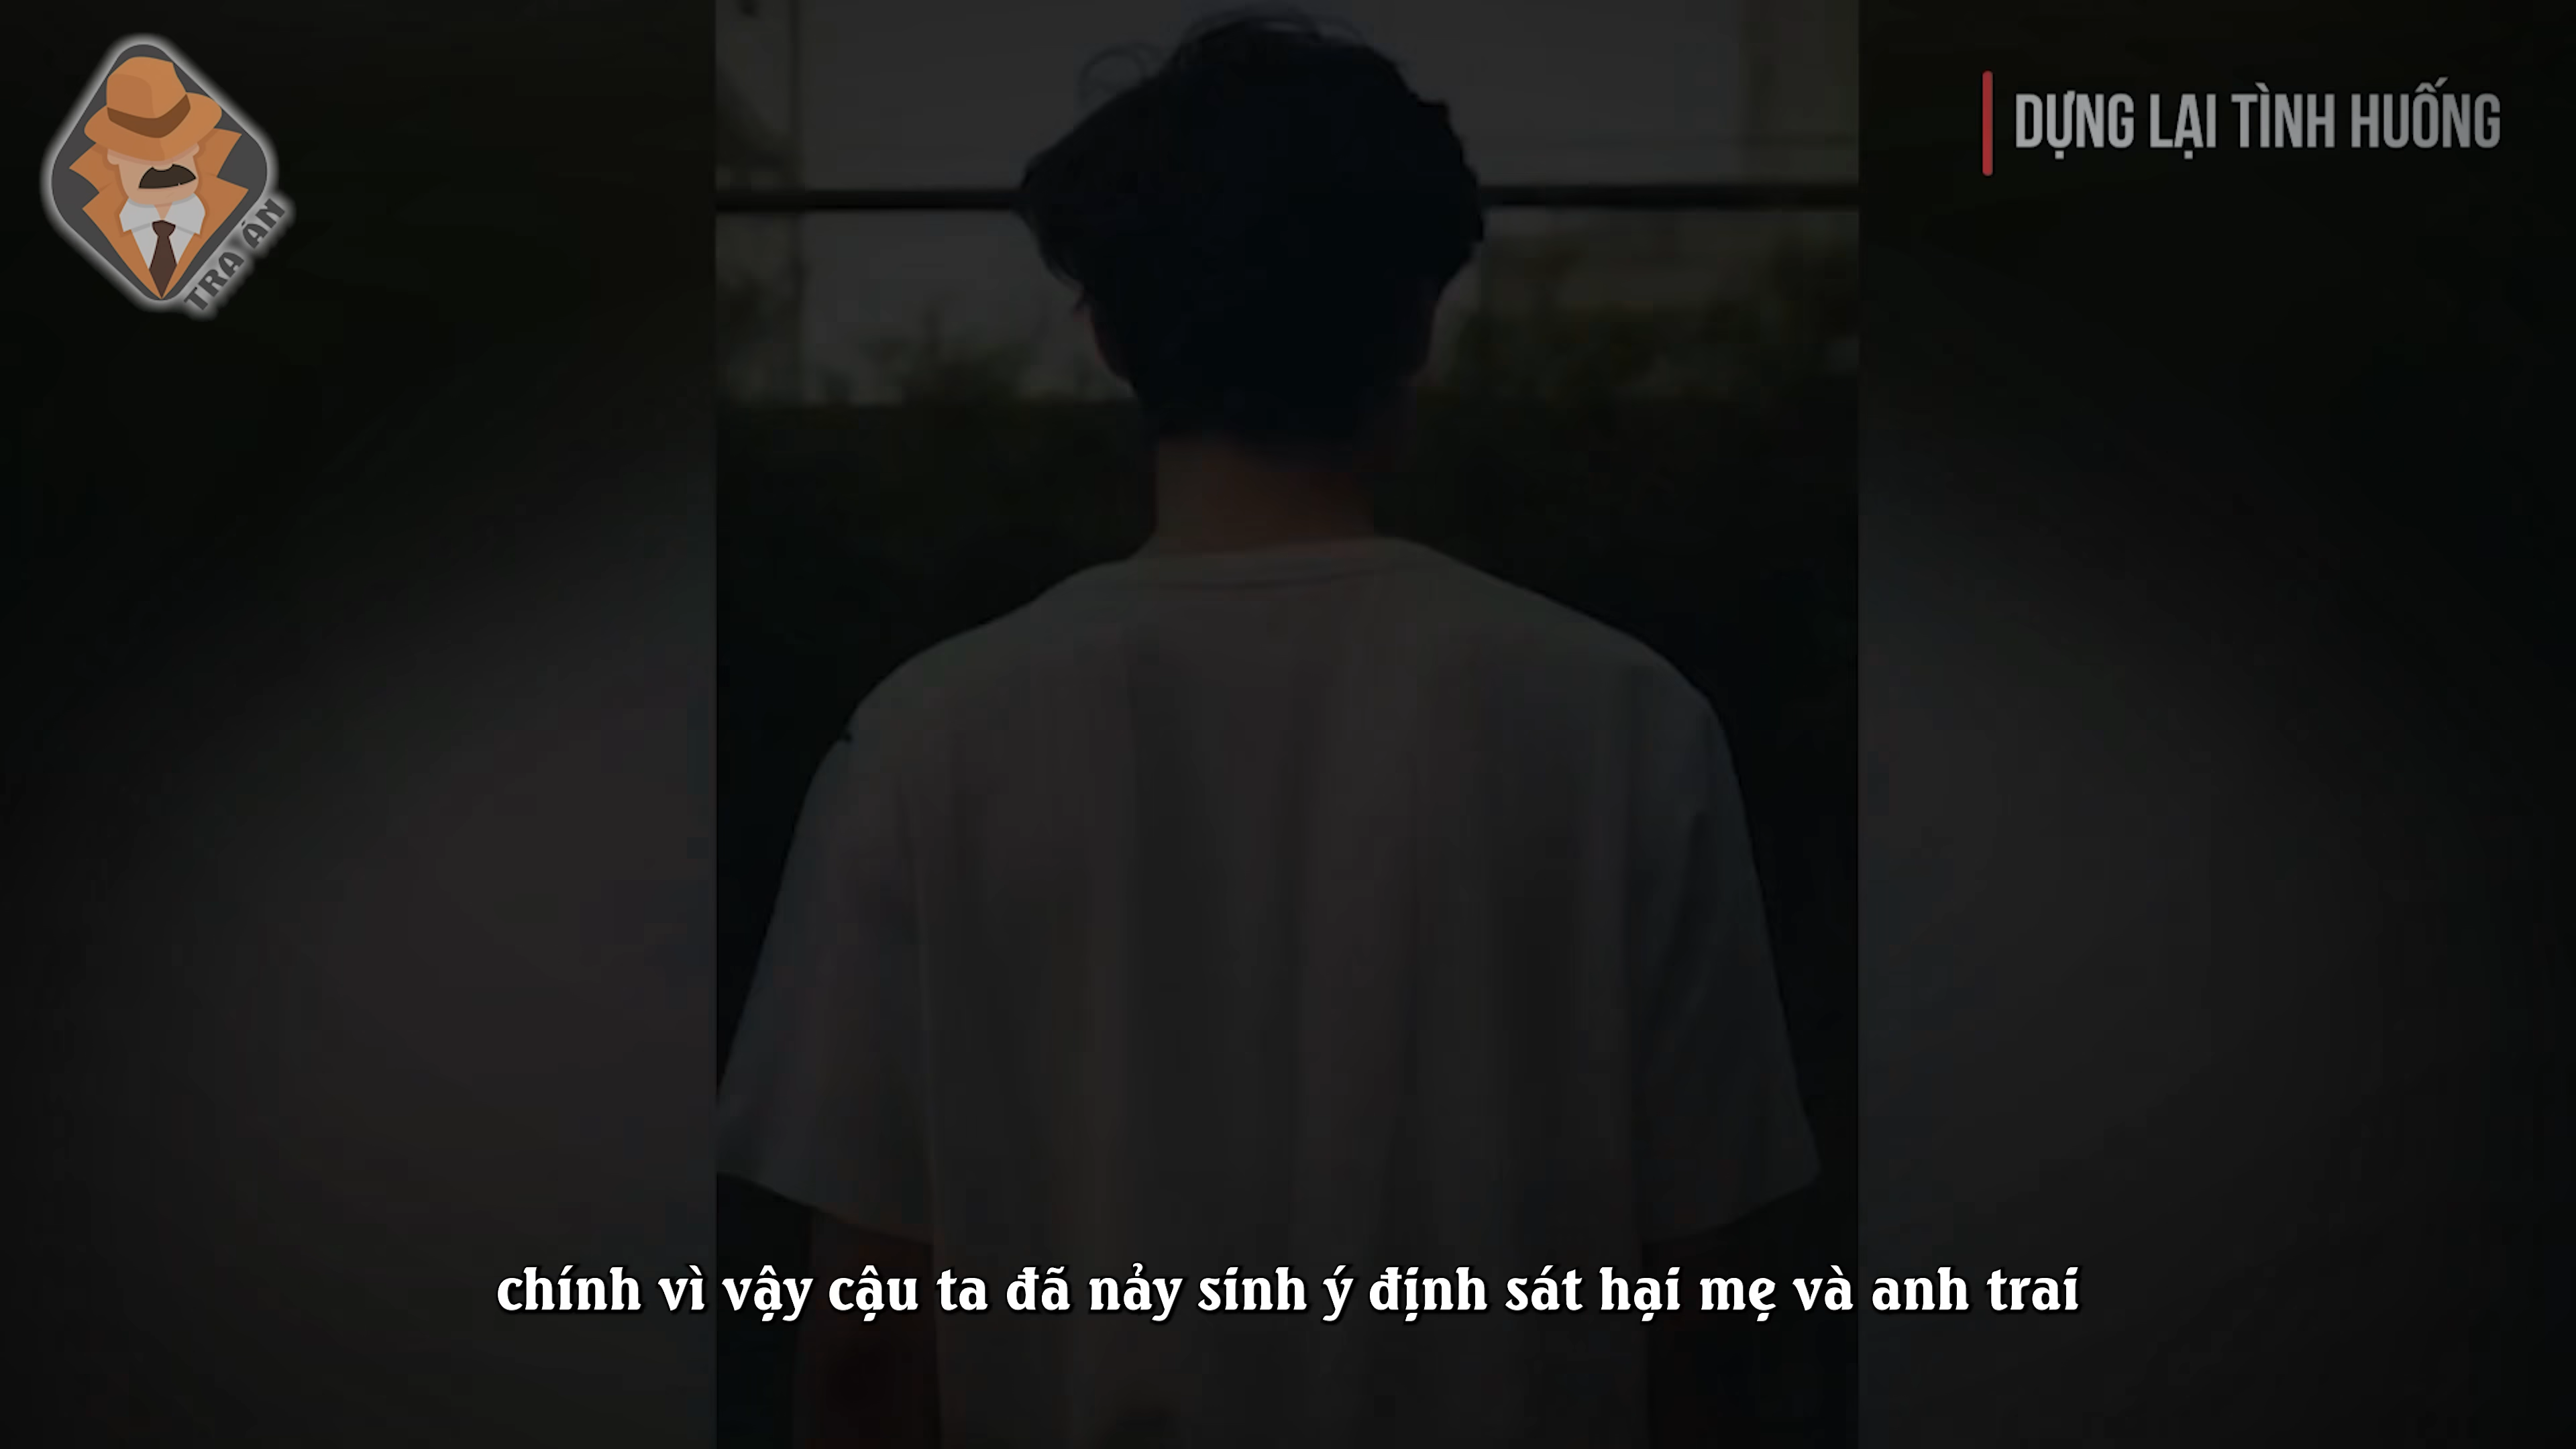 TRA ÁN
DỰNG LẠI TÌNH HUỐNG
chính vì vậy cậu ta đã nảy sinh ý định sát hại mẹ và anh trai